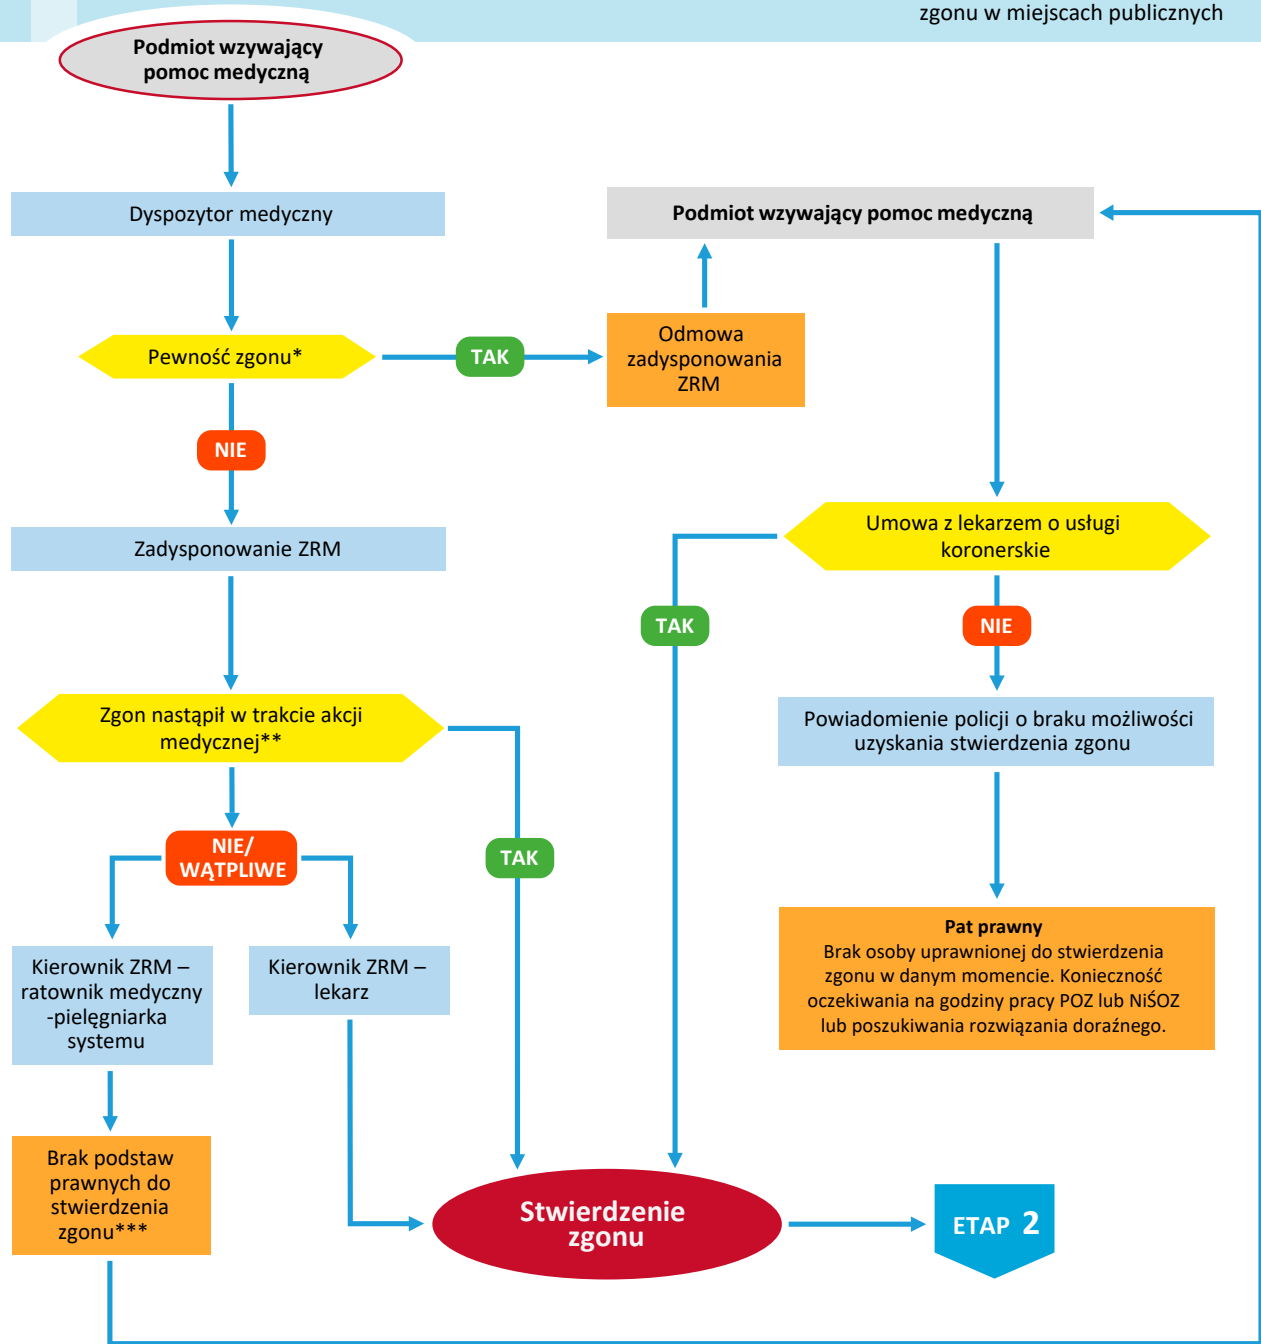 zgonu w miejscach publicznych
Podmiot wzywający
pomoc medyczną
Dyspozytor medyczny
Podmiot wzywający pomoc medyczną
Pewność zgonu*
TAK
Odmowa
zadysponowania
ZRM
NIE
Zadysponowanie ZRM
Umowa z lekarzem o usługi
koronerskie
TAK
NIE
Zgon nastąpił w trakcie akcji
medycznej**
Powiadomienie policji o braku możliwości
uzyskania stwierdzenia zgonu
NIE/
WĄTPLIWE
TAK
Kierownik ZRM –
ratownik medyczny
-pielęgniarka
systemu
Kierownik ZRM –
lekarz
Pat prawny
Brak osoby uprawnionej do stwierdzenia
zgonu w danym momencie. Konieczność
oczekiwania na godziny pracy POZ lub NiŚOZ
lub poszukiwania rozwiązania doraźnego.
Brak podstaw
prawnych do
stwierdzenia
zgonu***
Stwierdzenie
zgonu
ETAP 2